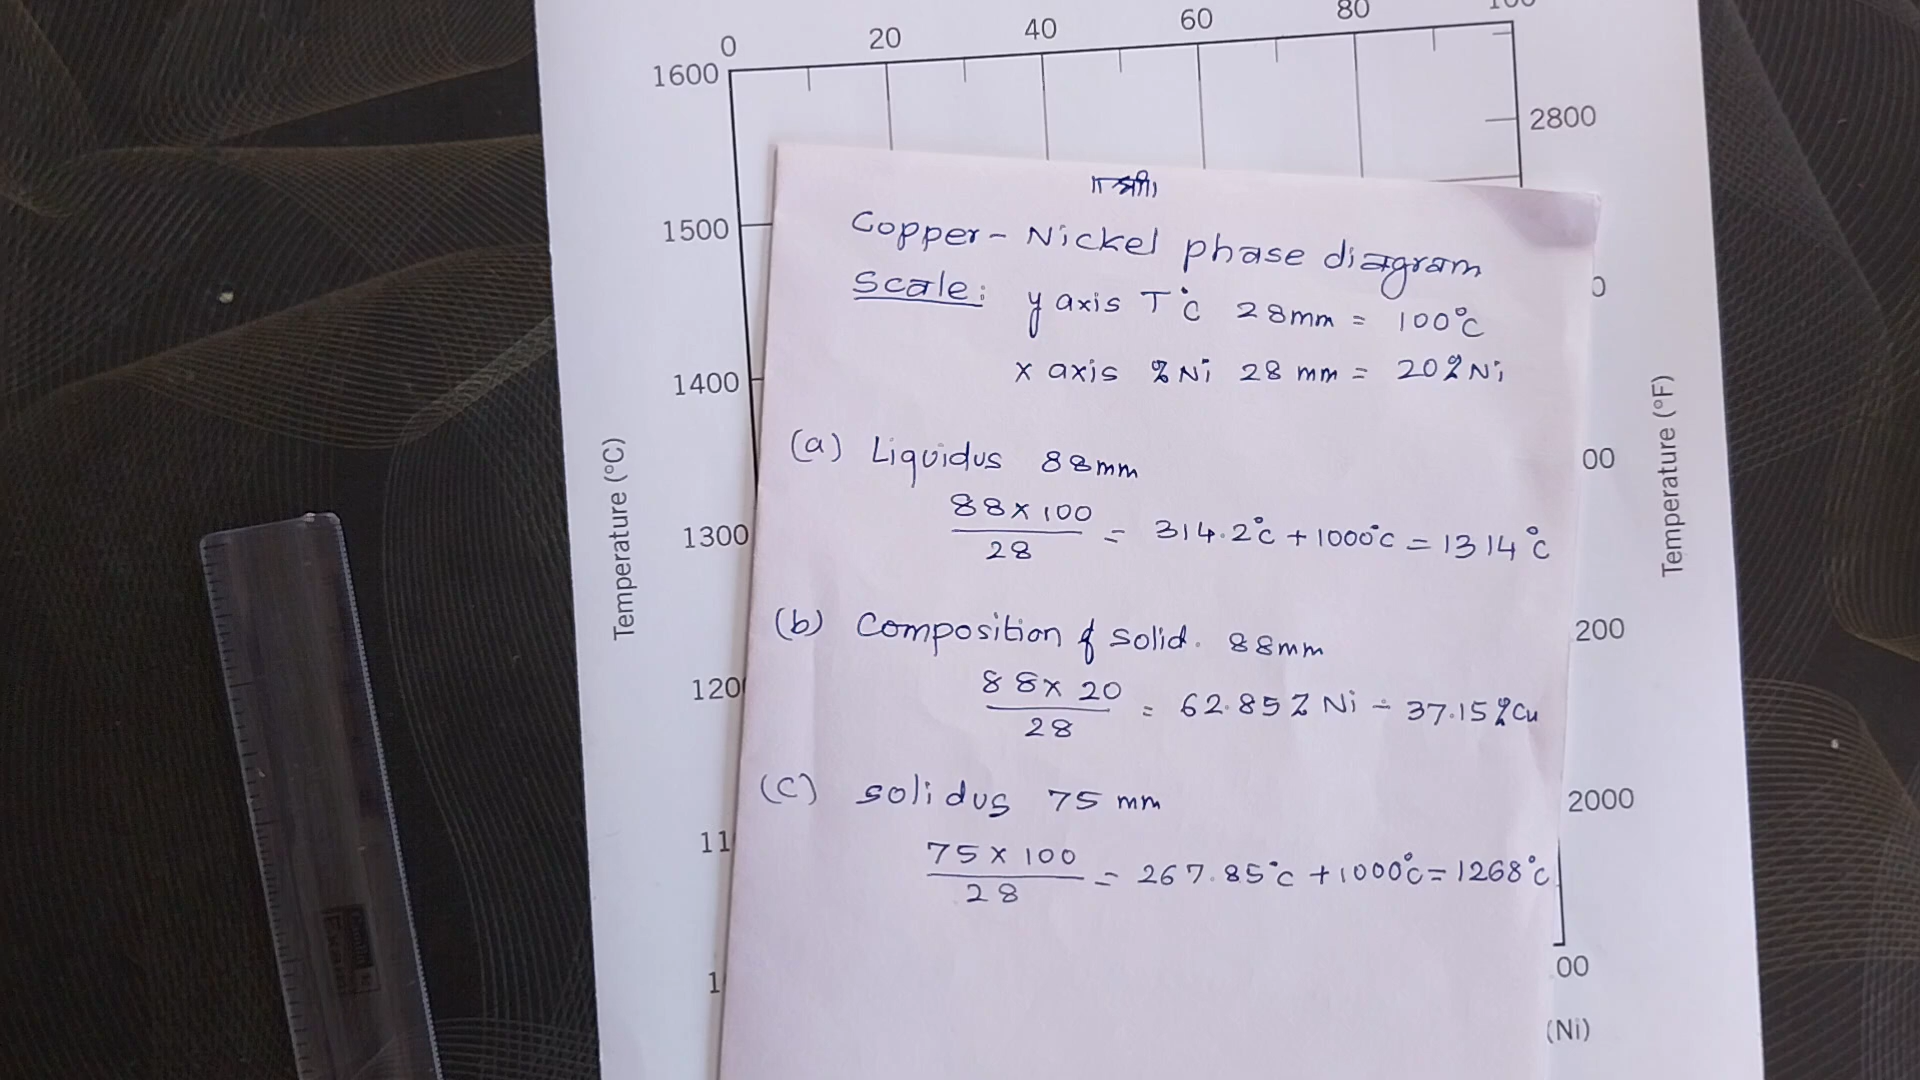 0 20 40 60 80
1600
2800
1500
1400
1300
Temperature (°C)
Temperature (°F)
00
200
2000
00
(Ni)
॥श्री॥
Copper - Nickel phase diagram
Scale: y axis T°C 28mm = 100°C
x axis % Ni 28 mm = 20% Ni
(a) Liquidus 88mm
88 x 100
28
= 314.2°C + 1000°C = 1314°C
(b) Composition of solid. 88mm
88 x 20
28
= 62.85% Ni - 37.15% Cu
(c) solidus 75 mm
75 x 100
28
= 267.85°C + 1000°C = 1268°C